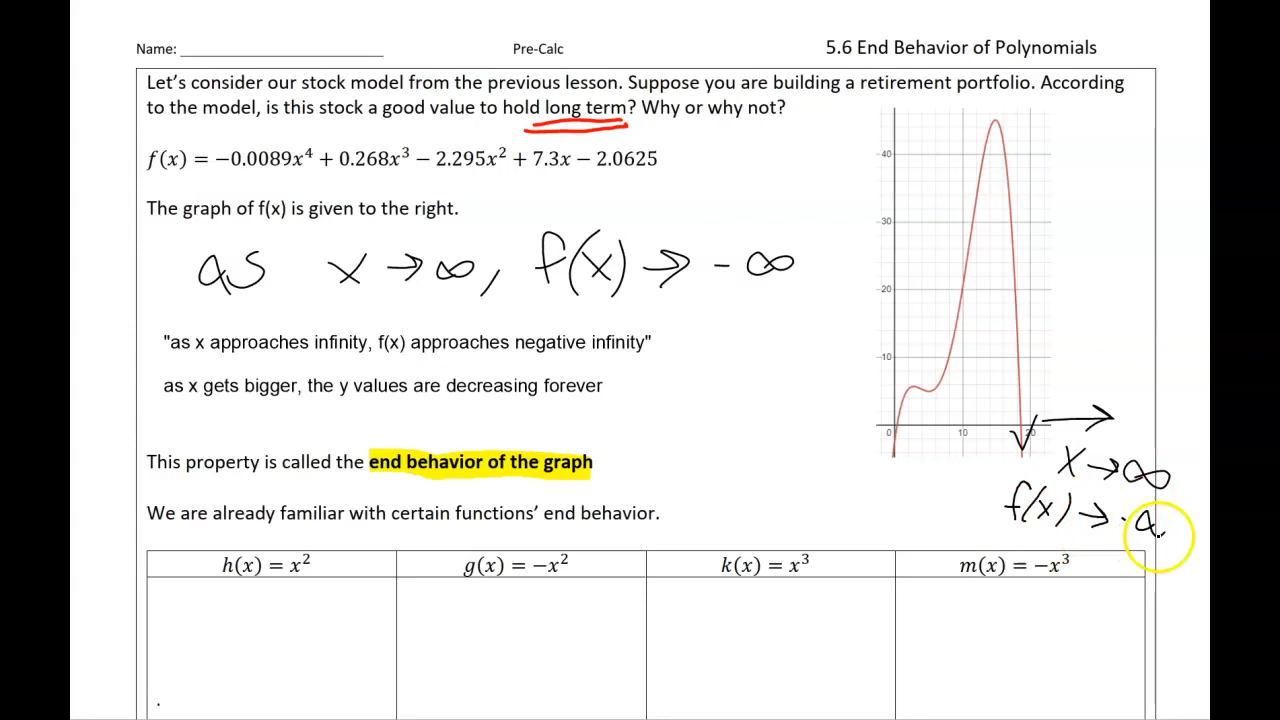 Name: ____________________ Pre-Calc 5.6 End Behavior of Polynomials
Let's consider our stock model from the previous lesson. Suppose you are building a retirement portfolio. According
to the model, is this stock a good value to hold long term? Why or why not?
f(x) = −0.0089x⁴ + 0.268x³ − 2.295x² + 7.3x − 2.0625
The graph of f(x) is given to the right.
as x → ∞, f(x) → - ∞
"as x approaches infinity, f(x) approaches negative infinity"
as x gets bigger, the y values are decreasing forever
40
30
20
10
0 10 20
x → ∞
f(x) → -
This property is called the end behavior of the graph
We are already familiar with certain functions' end behavior.
h(x) = x² g(x) = −x² k(x) = x³ m(x) = −x³